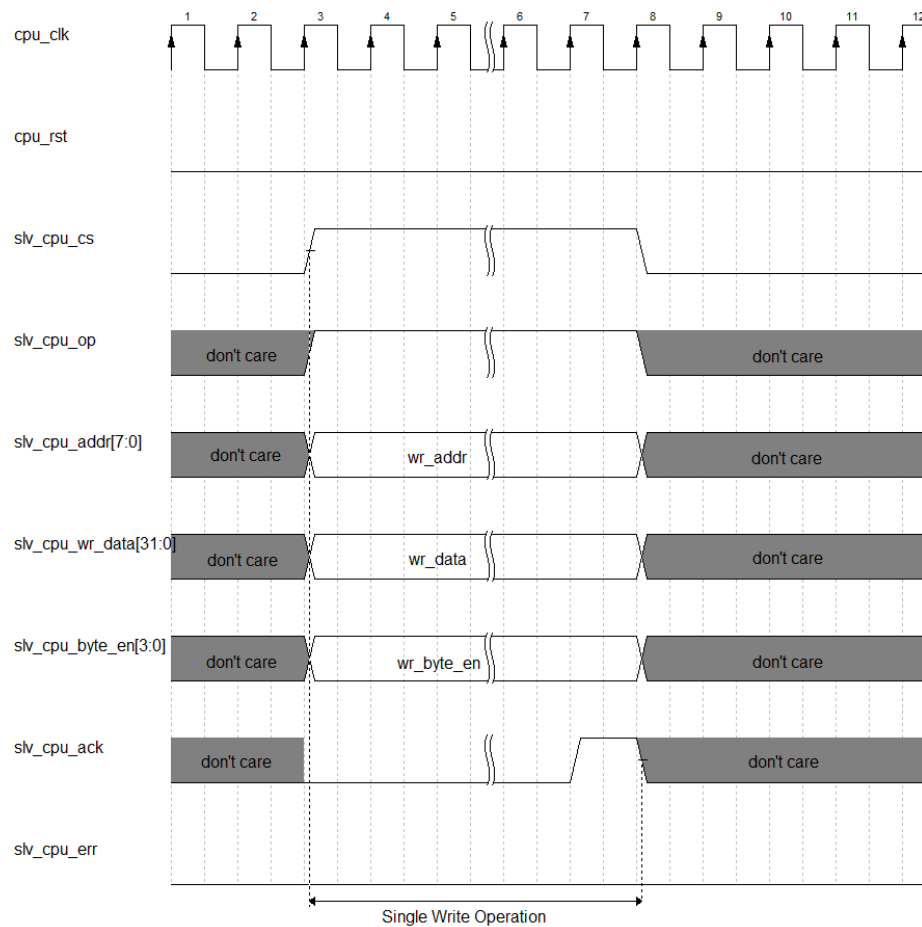 1 2 3 4 5 6 7 8 9 10 11 12
cpu_clk
cpu_rst
slv_cpu_cs
slv_cpu_op
don't care don't care
slv_cpu_addr[7:0]
don't care wr_addr don't care
slv_cpu_wr_data[31:0]
don't care wr_data don't care
slv_cpu_byte_en[3:0]
don't care wr_byte_en don't care
slv_cpu_ack
don't care don't care
slv_cpu_err
Single Write Operation